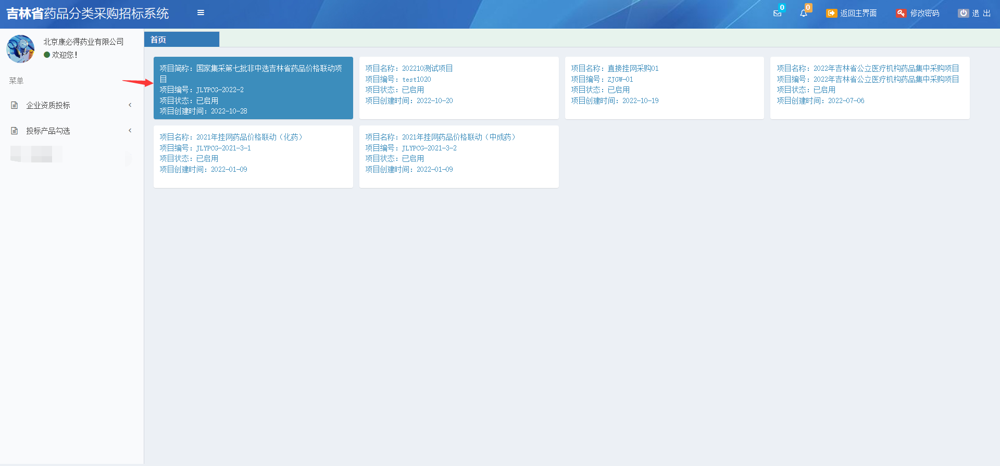 吉林省药品分类采购招标系统
0
0
返回主界面
修改密码
退 出
北京康必得药业有限公司
欢迎您!
菜单
企业资质投标
投标产品勾选
首页
项目简称：国家集采第七批非中选吉林省药品价格联动项
目
项目编号：JLYPCG-2022-2
项目状态：已启用
项目创建时间：2022-10-28
项目名称：202210测试项目
项目编号：test1020
项目状态：已启用
项目创建时间：2022-10-20
项目名称：直接挂网采购01
项目编号：ZJGW-01
项目状态：已启用
项目创建时间：2022-10-19
项目名称：2022年吉林省公立医疗机构药品集中采购项目
项目编号：2022年吉林省公立医疗机构药品集中采购项目
项目状态：已启用
项目创建时间：2022-07-06
项目名称：2021年挂网药品价格联动（化药）
项目编号：JLYPCG-2021-3-1
项目状态：已启用
项目创建时间：2022-01-09
项目名称：2021年挂网药品价格联动（中成药）
项目编号：JLYPCG-2021-3-2
项目状态：已启用
项目创建时间：2022-01-09